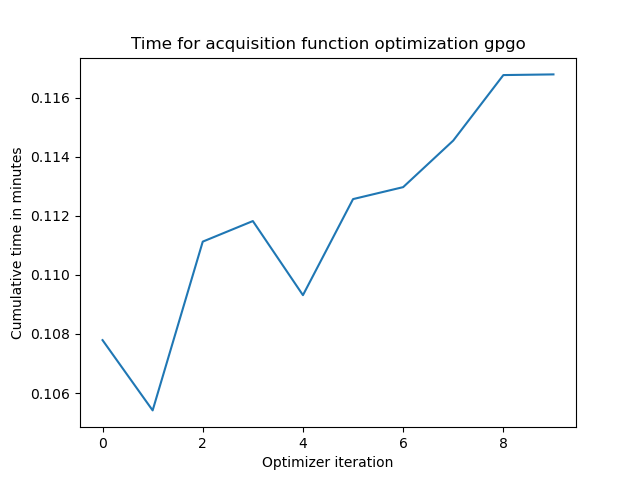 Time for acquisition function optimization gpgo
Cumulative time in minutes
0.116
0.114
0.112
0.110
0.108
0.106
0 2 4 6 8
Optimizer iteration